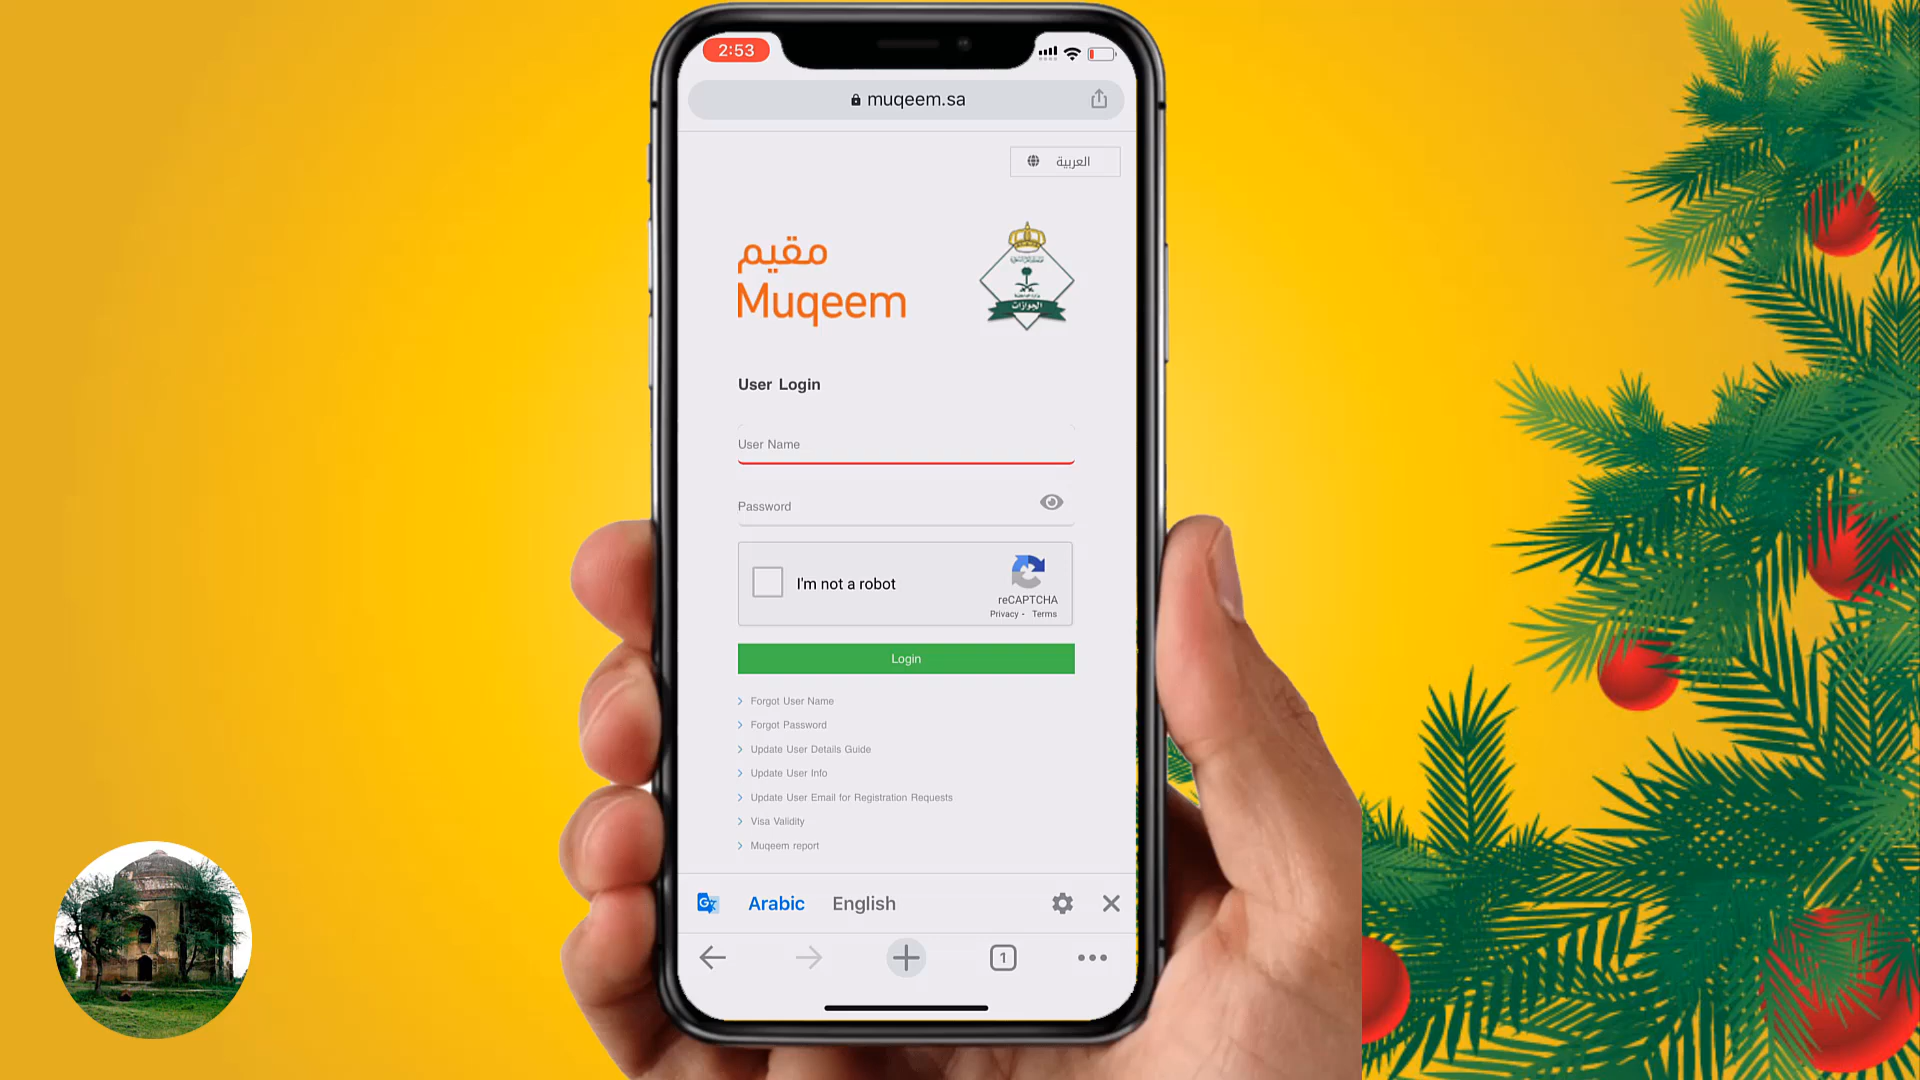 2:53
muqeem.sa
العربية
مقيم
Muqeem
الجوازات
User Login
User Name
Password
I'm not a robot
reCAPTCHA
Privacy - Terms
Login
Forgot User Name
Forgot Password
Update User Details Guide
Update User Info
Update User Email for Registration Requests
Visa Validity
Muqeem report
Arabic English
1